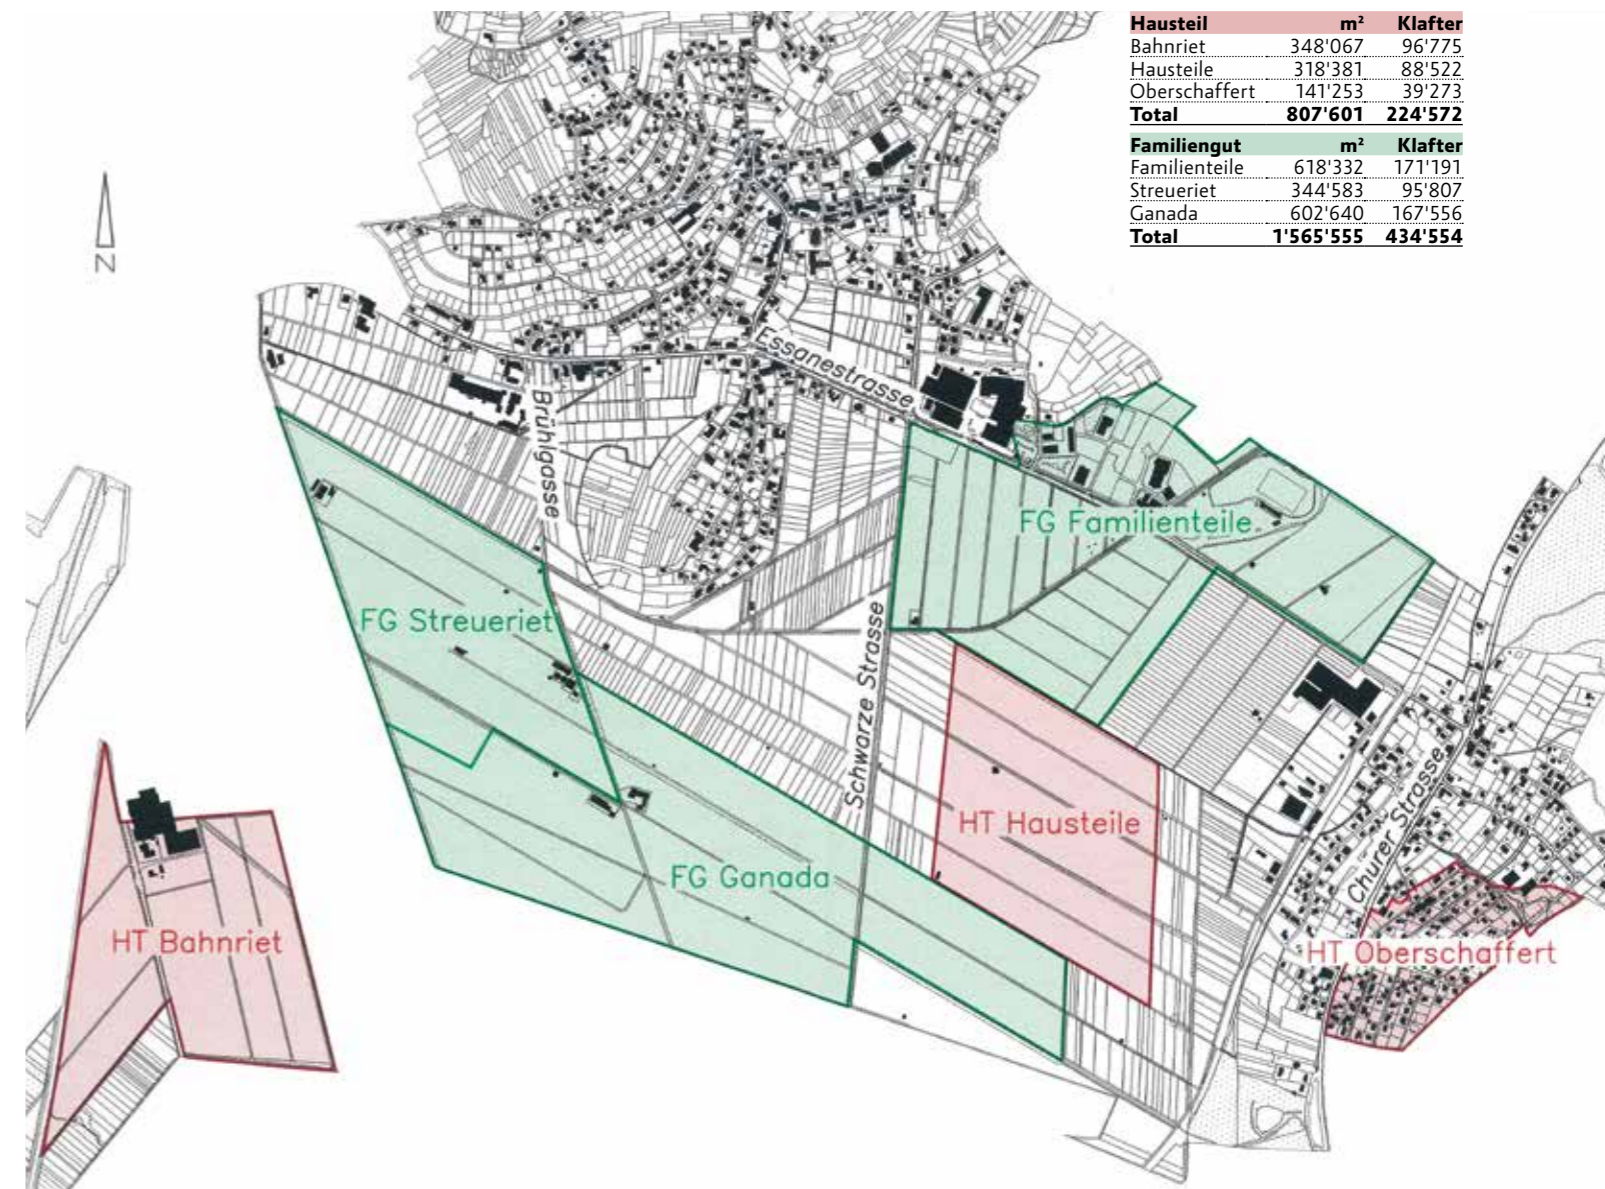 Hausteil m² Klafter
Bahnriet 348'067 96'775
Hausteile 318'381 88'522
Oberschaffert 141'253 39'273
Total 807'601 224'572
Familiengut m² Klafter
Familienteile 618'332 171'191
Streueriet 344'583 95'807
Ganada 602'640 167'556
Total 1'565'555 434'554
N
Essanestrasse
Brühlgasse
FG Familienteile
FG Streueriet
Schwarze Strasse
HT Hausteile
Churer Strasse
FG Ganada
HT Bahnriet
HT Oberschaffert